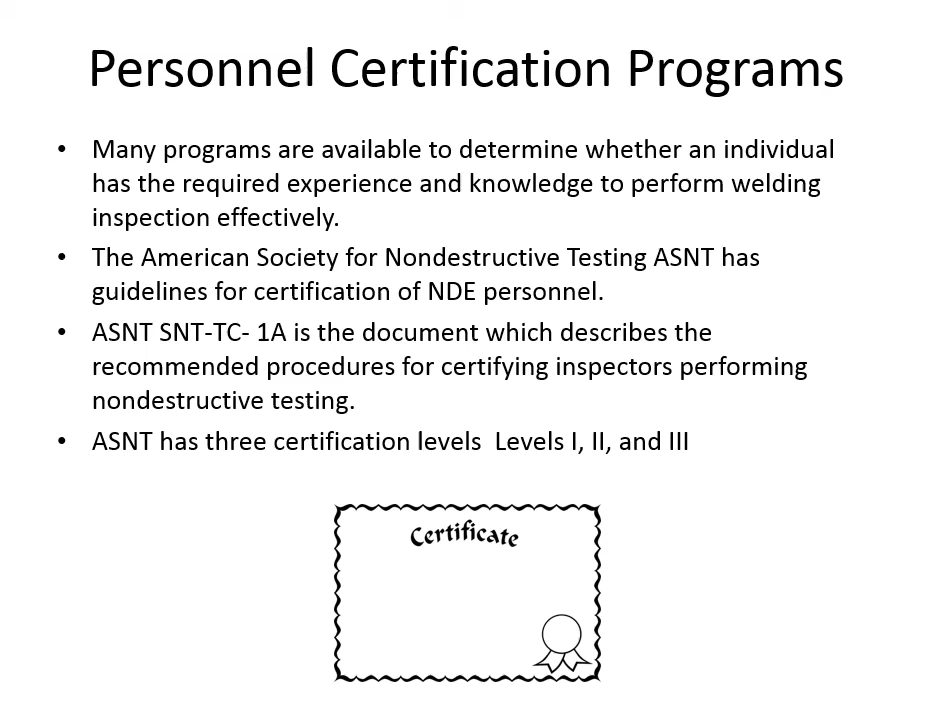 Personnel Certification Programs
• Many programs are available to determine whether an individual
has the required experience and knowledge to perform welding
inspection effectively.
• The American Society for Nondestructive Testing ASNT has
guidelines for certification of NDE personnel.
• ASNT SNT-TC- 1A is the document which describes the
recommended procedures for certifying inspectors performing
nondestructive testing.
• ASNT has three certification levels  Levels I, II, and III
Certificate